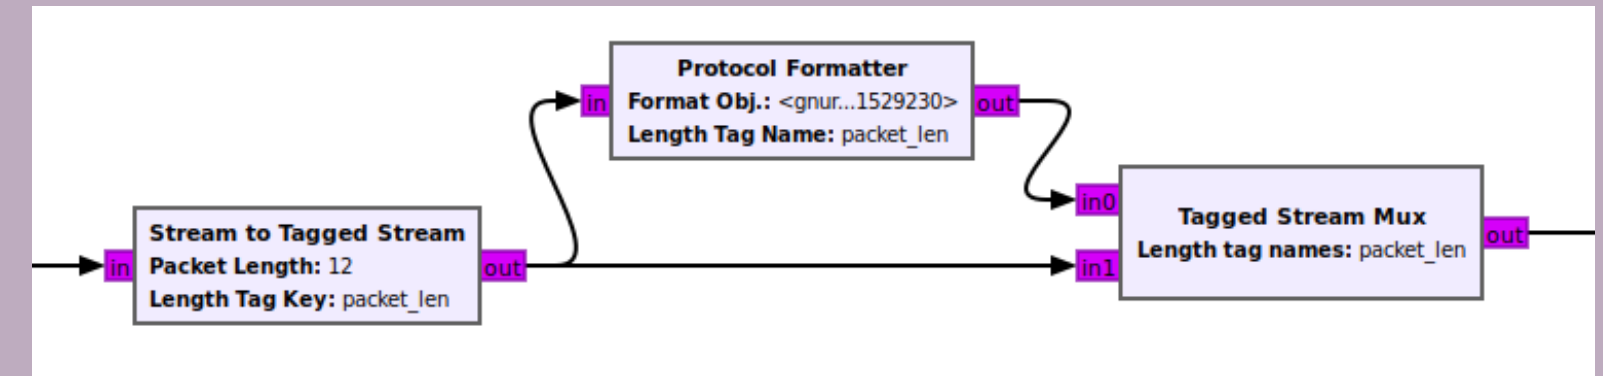 Protocol Formatter
in
Format Obj.: <gnur...1529230>
out
Length Tag Name: packet_len
Stream to Tagged Stream
in
Packet Length: 12
out
Length Tag Key: packet_len
in0
in1
Tagged Stream Mux
Length tag names: packet_len
out